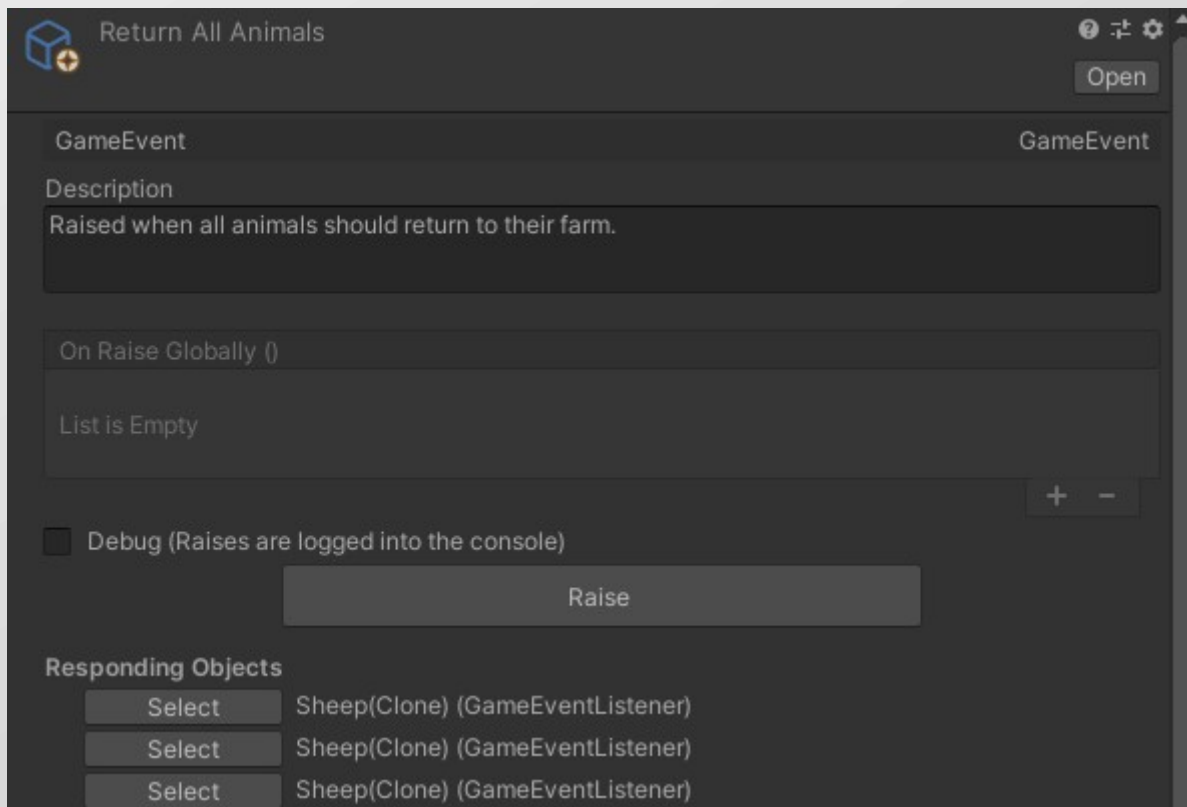 Return All Animals
Open
GameEvent GameEvent
Description
Raised when all animals should return to their farm.
On Raise Globally ()
List is Empty
+ −
Debug (Raises are logged into the console)
Raise
Responding Objects
Select Sheep(Clone) (GameEventListener)
Select Sheep(Clone) (GameEventListener)
Select Sheep(Clone) (GameEventListener)